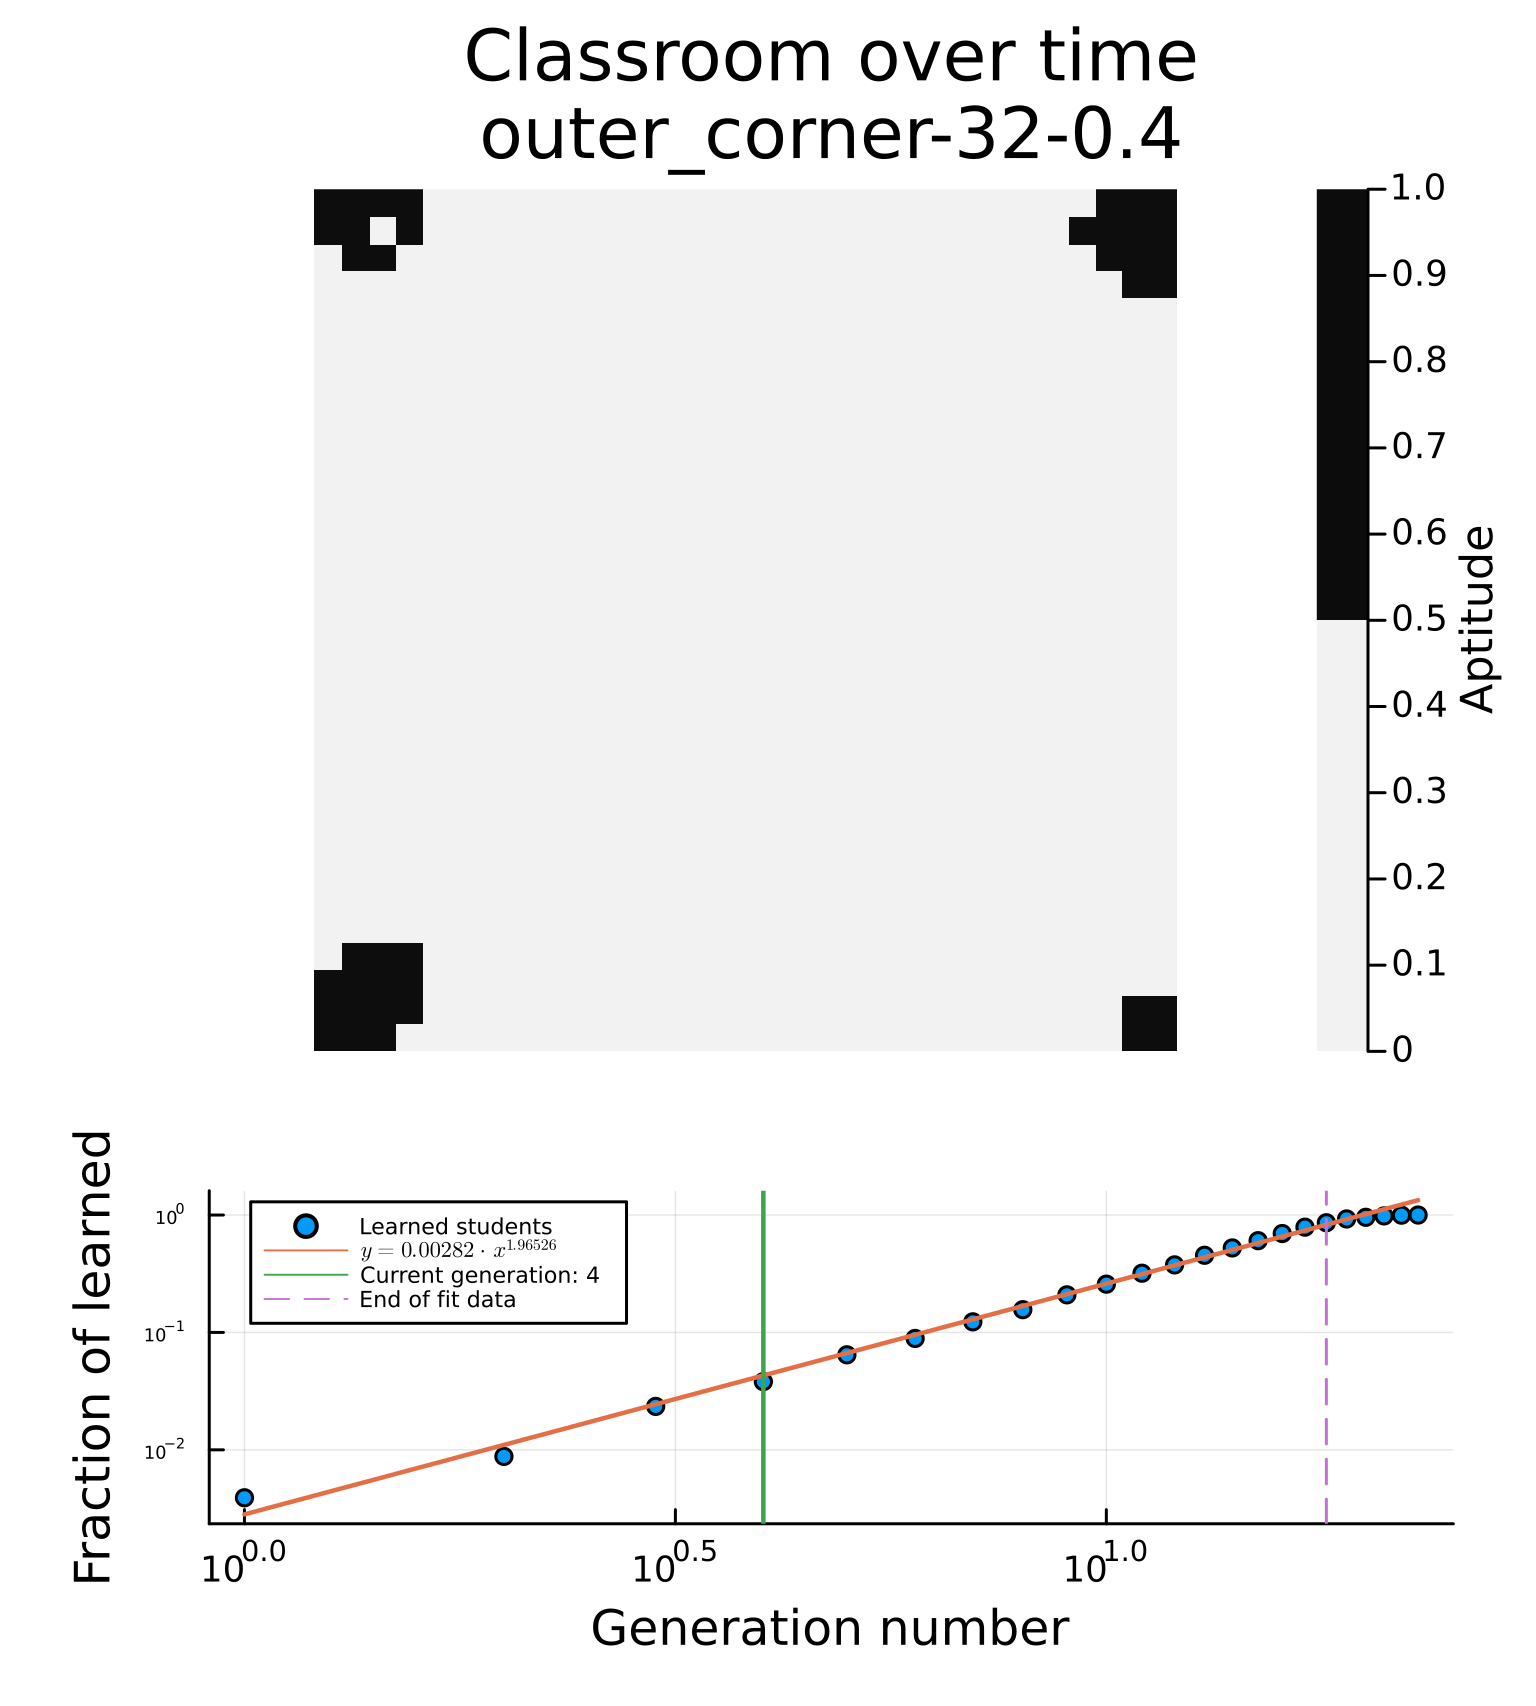 Classroom over time
outer_corner-32-0.4
1.0
0.9
0.8
0.7
0.6
0.5
0.4
0.3
0.2
0.1
0
Aptitude
Fraction of learned
10^0
10^-1
10^-2
Learned students
y = 0.00282 · x^1.96526
Current generation: 4
End of fit data
10^0.0
10^0.5
10^1.0
Generation number